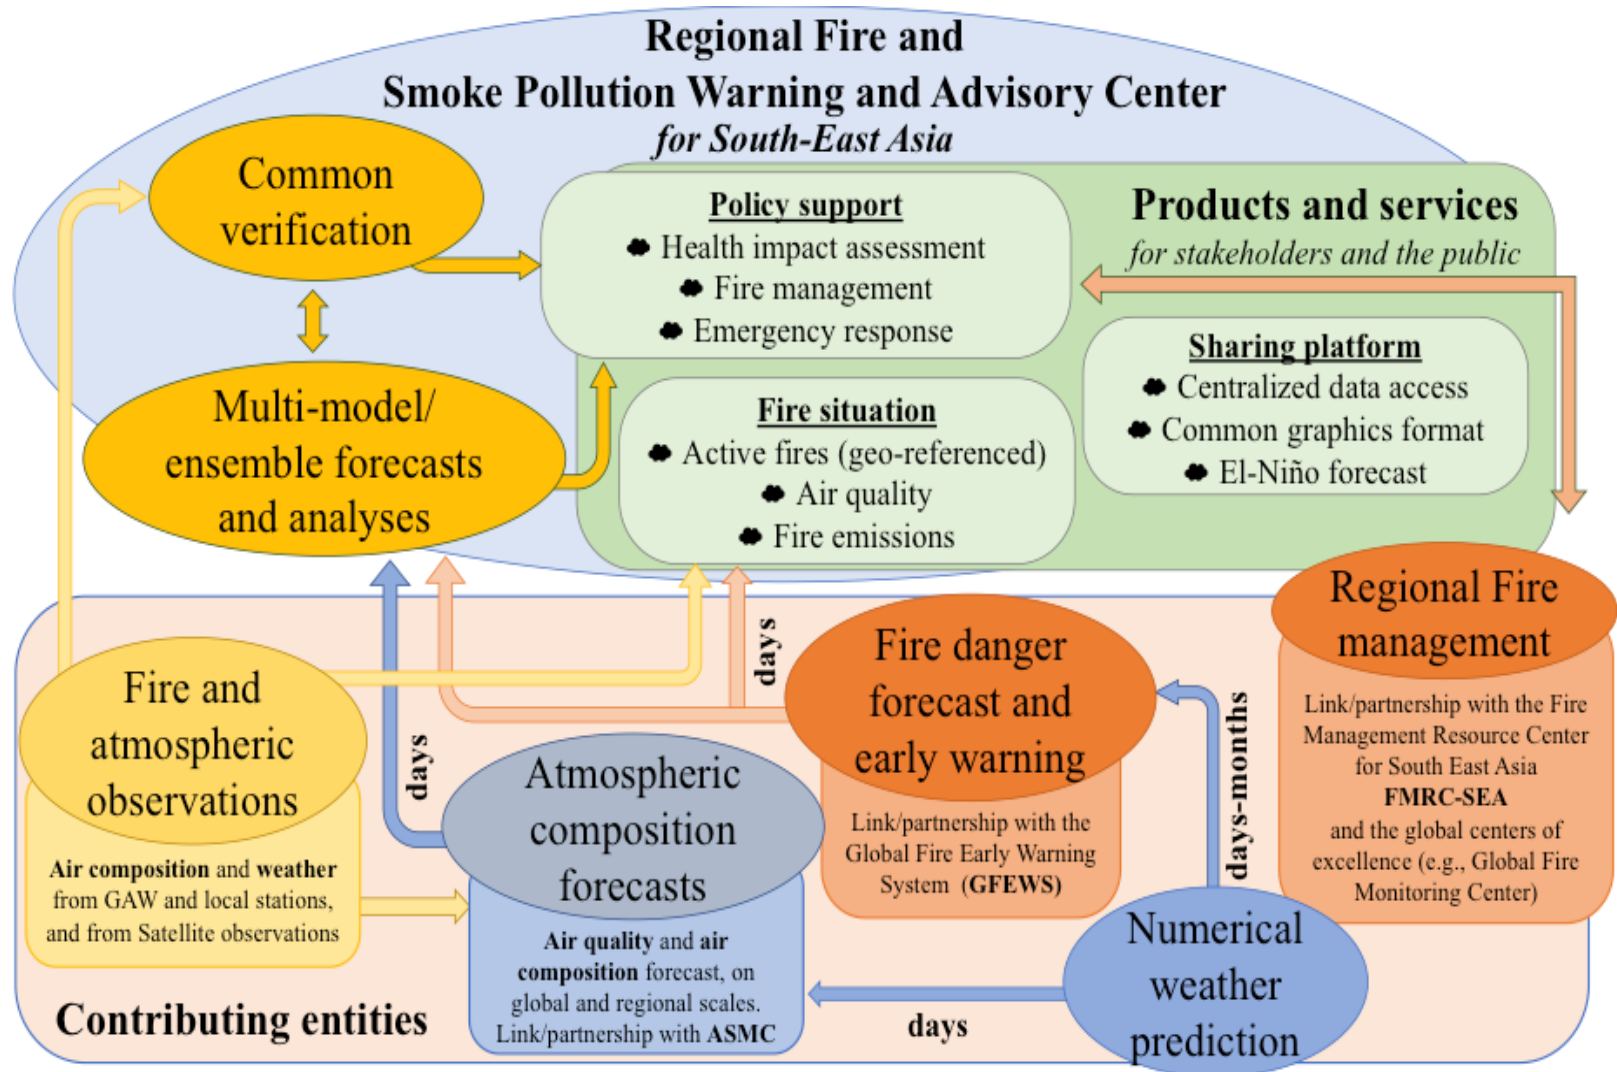 Regional Fire and
Smoke Pollution Warning and Advisory Center
for South-East Asia
Common
verification
Policy support
Health impact assessment
Fire management
Emergency response
Products and services
for stakeholders and the public
Sharing platform
Centralized data access
Common graphics format
El-Niño forecast
Multi-model/
ensemble forecasts
and analyses
Fire situation
Active fires (geo-referenced)
Air quality
Fire emissions
Fire and
atmospheric
observations
Air composition and weather
from GAW and local stations,
and from Satellite observations
days
Atmospheric
composition
forecasts
Air quality and air
composition forecast, on
global and regional scales.
Link/partnership with ASMC
days
Fire danger
forecast and
early warning
Link/partnership with the
Global Fire Early Warning
System (GFEWS)
days-months
Regional Fire
management
Link/partnership with the Fire
Management Resource Center
for South East Asia
FMRC-SEA
and the global centers of
excellence (e.g., Global Fire
Monitoring Center)
Numerical
weather
prediction
days
Contributing entities